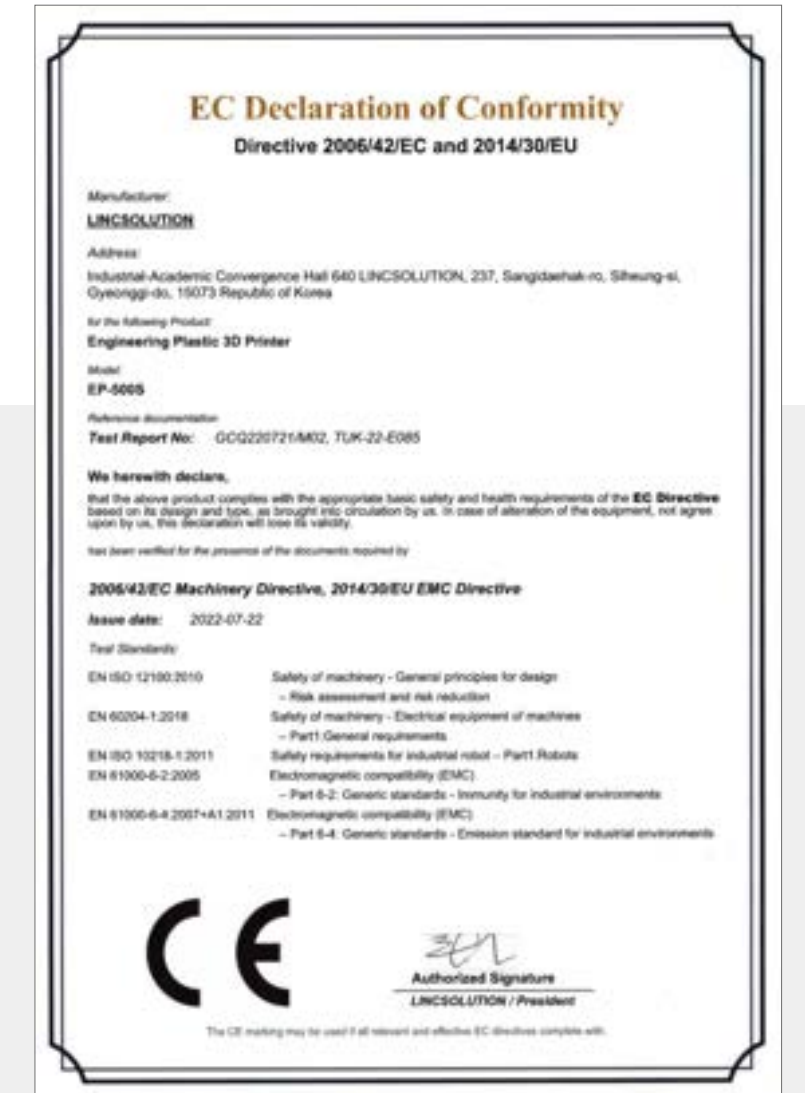 EC Declaration of Conformity
Directive 2006/42/EC and 2014/30/EU
Manufacturer:
LINCSOLUTION
Address:
Industrial-Academic Convergence Hall 640 LINCSOLUTION, 237, Sangidaehak-ro, Siheung-si,
Gyeonggi-do, 15073 Republic of Korea
for the following Product:
Engineering Plastic 3D Printer
Model:
EP-500S
Reference documentation
Test Report No: GCQ220721/M02, TUK-22-E085
We herewith declare,
that the above product complies with the appropriate basic safety and health requirements of the EC Directive
based on its design and type, as brought into circulation by us. In case of alteration of the equipment, not agree
upon by us, this declaration will lose its validity.
has been verified for the presence of the documents required by
2006/42/EC Machinery Directive, 2014/30/EU EMC Directive
Issue date: 2022-07-22
Test Standards:
EN ISO 12100:2010 Safety of machinery - General principles for design
– Risk assessment and risk reduction
EN 60204-1:2018 Safety of machinery - Electrical equipment of machines
– Part1:General requirements
EN ISO 10218-1:2011 Safety requirements for industrial robot – Part1:Robots
EN 61000-6-2:2005 Electromagnetic compatibility (EMC)
– Part 6-2: Generic standards - Immunity for industrial environments
EN 61000-6-4:2007+A1:2011 Electromagnetic compatibility (EMC)
– Part 6-4: Generic standards - Emission standard for industrial environments
CE
Authorized Signature
LINCSOLUTION / President
The CE marking may be used if all relevant and effective EC directives complete with.